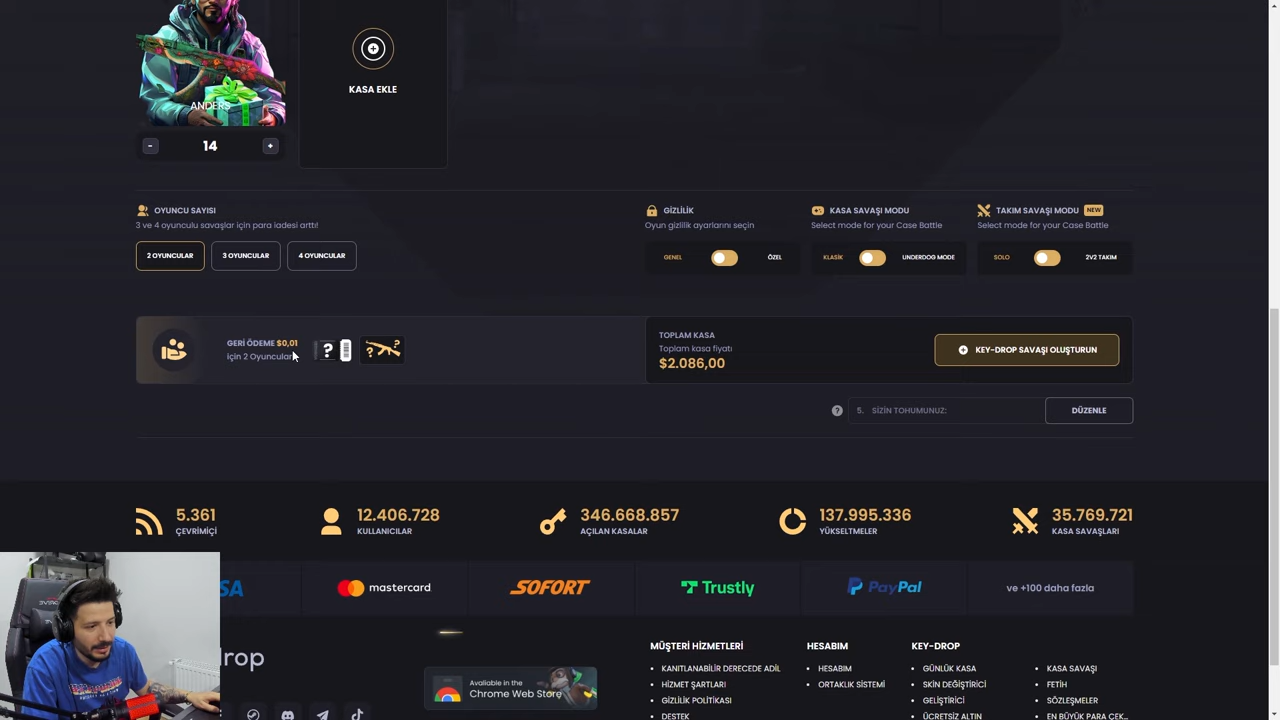 ANDERS
KASA EKLE
- 14 +
OYUNCU SAYISI
3 ve 4 oyunculu savaşlar için para iadesi arttı!
2 OYUNCULAR
3 OYUNCULAR
4 OYUNCULAR
GİZLİLİK
Oyun gizlilik ayarlarını seçin
GENEL
ÖZEL
KASA SAVAŞI MODU
Select mode for your Case Battle
KLASİK
UNDERDOG MODE
TAKIM SAVAŞI MODU NEW
Select mode for your Case Battle
SOLO
2V2 TAKIM
GERİ ÖDEME $0,01
için 2 Oyuncular
? ? ?
TOPLAM KASA
Toplam kasa fiyatı
$2.086,00
KEY-DROP SAVAŞI OLUŞTURUN
? 5. SİZİN TOHUMUNUZ:
DÜZENLE
5.361
ÇEVRİMİÇİ
12.406.728
KULLANICILAR
346.668.857
AÇILAN KASALAR
137.995.336
YÜKSELTMELER
35.769.721
KASA SAVAŞLARI
mastercard
SOFORT
Trustly
PayPal
ve +100 daha fazla
drop
Available in the
Chrome Web Store
MÜŞTERİ HİZMETLERİ
KANITLANABİLİR DERECEDE ADİL
HİZMET ŞARTLARI
GİZLİLİK POLİTİKASI
DESTEK
HESABIM
HESABIM
ORTAKLIK SİSTEMİ
KEY-DROP
GÜNLÜK KASA
SKİN DEĞİŞTİRİCİ
GELİŞTİRİCİ
ÜCRETSİZ ALTIN
KASA SAVAŞI
FETİH
SÖZLEŞMELER
EN BÜYÜK PARA ÇEK..